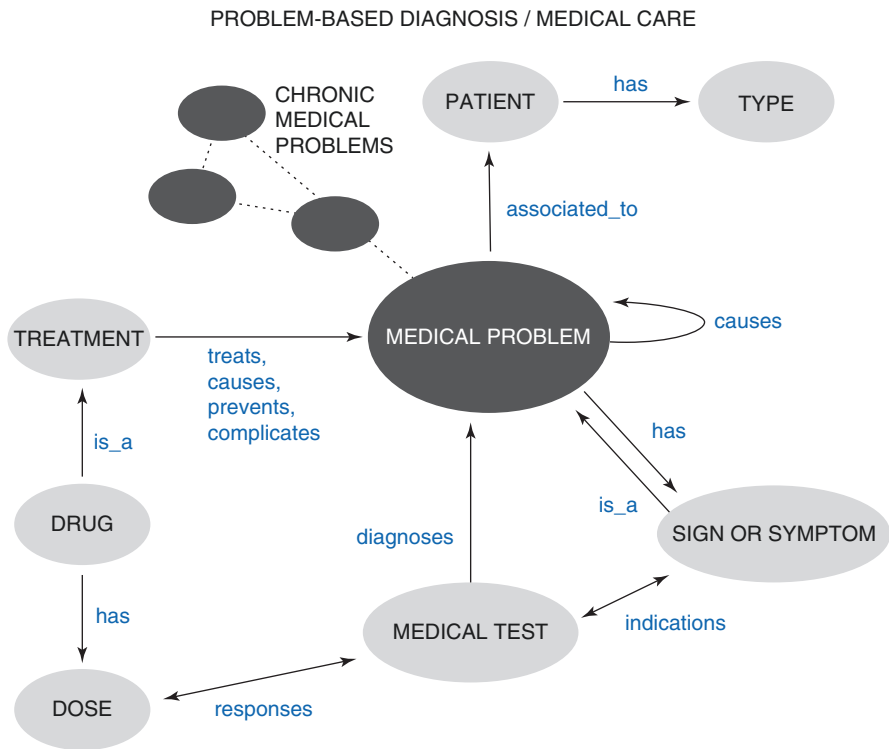 PROBLEM-BASED DIAGNOSIS / MEDICAL CARE
CHRONIC
MEDICAL
PROBLEMS
PATIENT
has
TYPE
associated_to
TREATMENT
treats,
causes,
prevents,
complicates
MEDICAL PROBLEM
causes
is_a
has
is_a
DRUG
diagnoses
SIGN OR SYMPTOM
has
MEDICAL TEST
indications
DOSE
responses